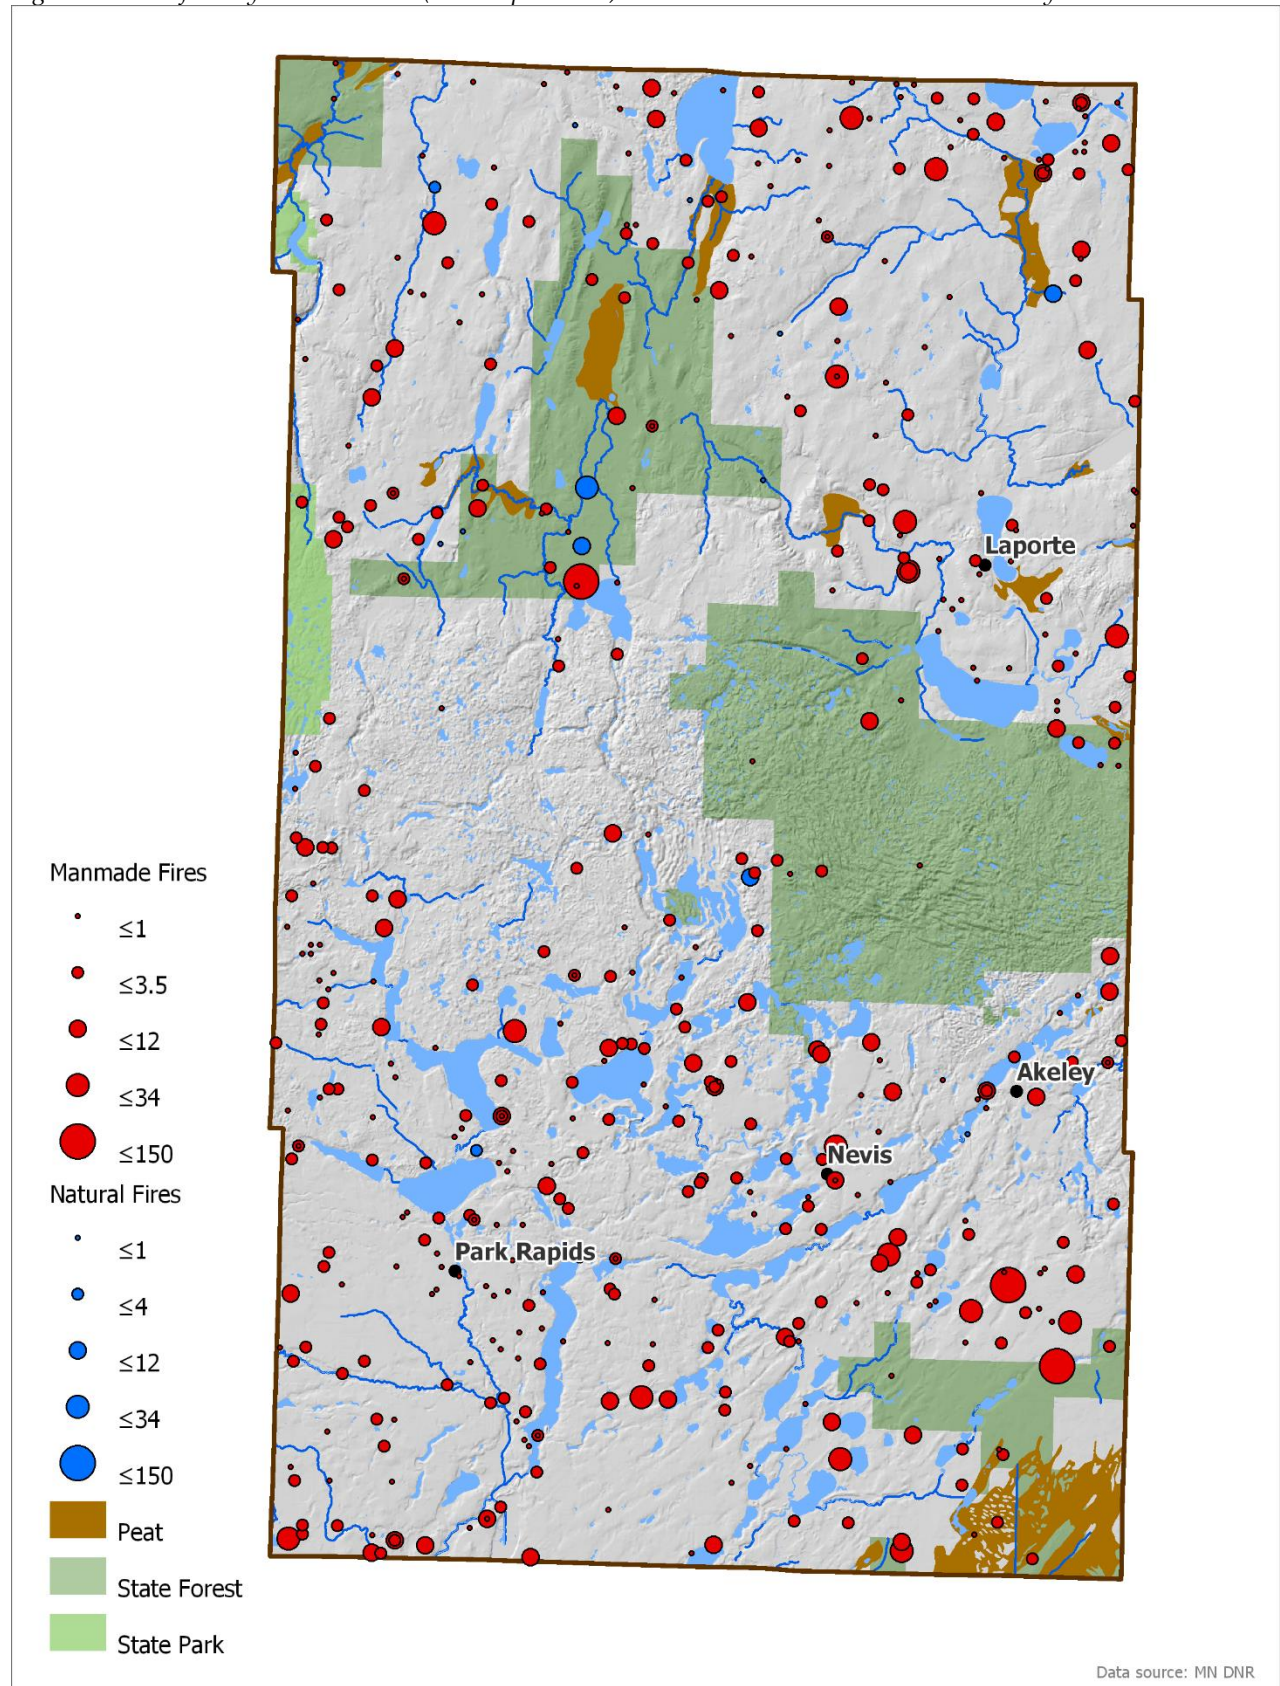 Laporte
Akeley
Nevis
Park Rapids
Manmade Fires
≤1
≤3.5
≤12
≤34
≤150
Natural Fires
≤1
≤4
≤12
≤34
≤150
Peat
State Forest
State Park
Data source: MN DNR